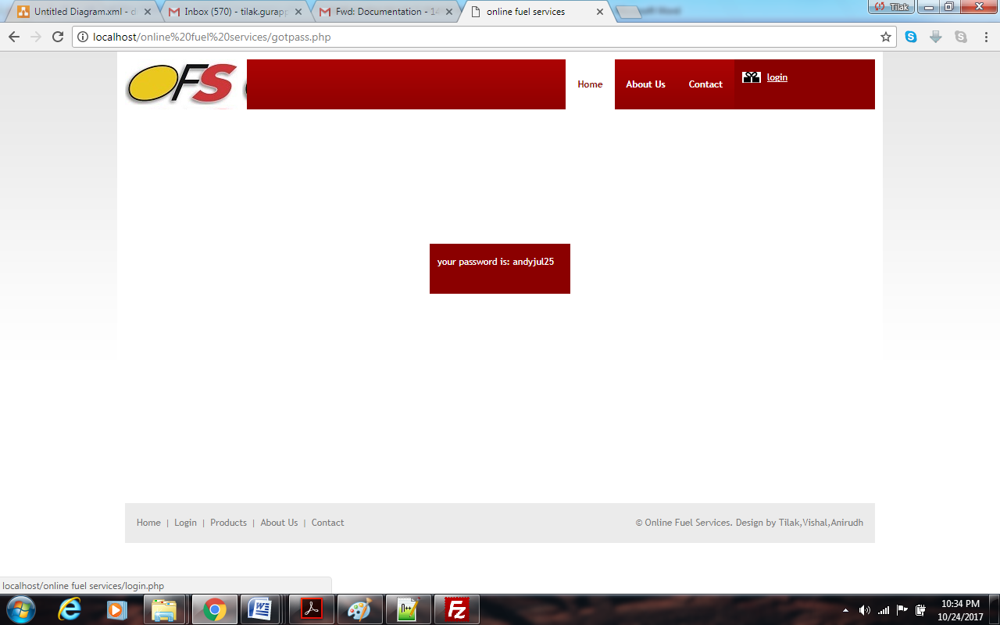 Untitled Diagram.xml - d
Inbox (570) - tilak.gurapp
Fwd: Documentation - 14
online fuel services
Tilak
localhost/online%20fuel%20services/gotpass.php
OFS
Home
About Us
Contact
login
your password is: andyjul25
Home | Login | Products | About Us | Contact
© Online Fuel Services. Design by Tilak,Vishal,Anirudh
localhost/online fuel services/login.php
10:34 PM
10/24/2017